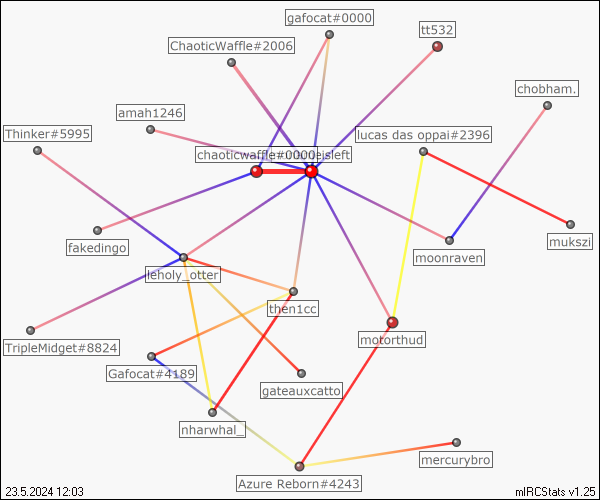 gafocat#0000
tt532
ChaoticWaffle#2006
chobham.
amah1246
Thinker#5995
lucas das oppai#2396
chaoticwaffle#0000
isleft
fakedingo
mukszi
moonraven
leholy_otter
then1cc
motorthud
TripleMidget#8824
Gafocat#4189
gateauxcatto
nharwhal_
mercurybro
Azure Reborn#4243
23.5.2024 12:03
mIRCStats v1.25